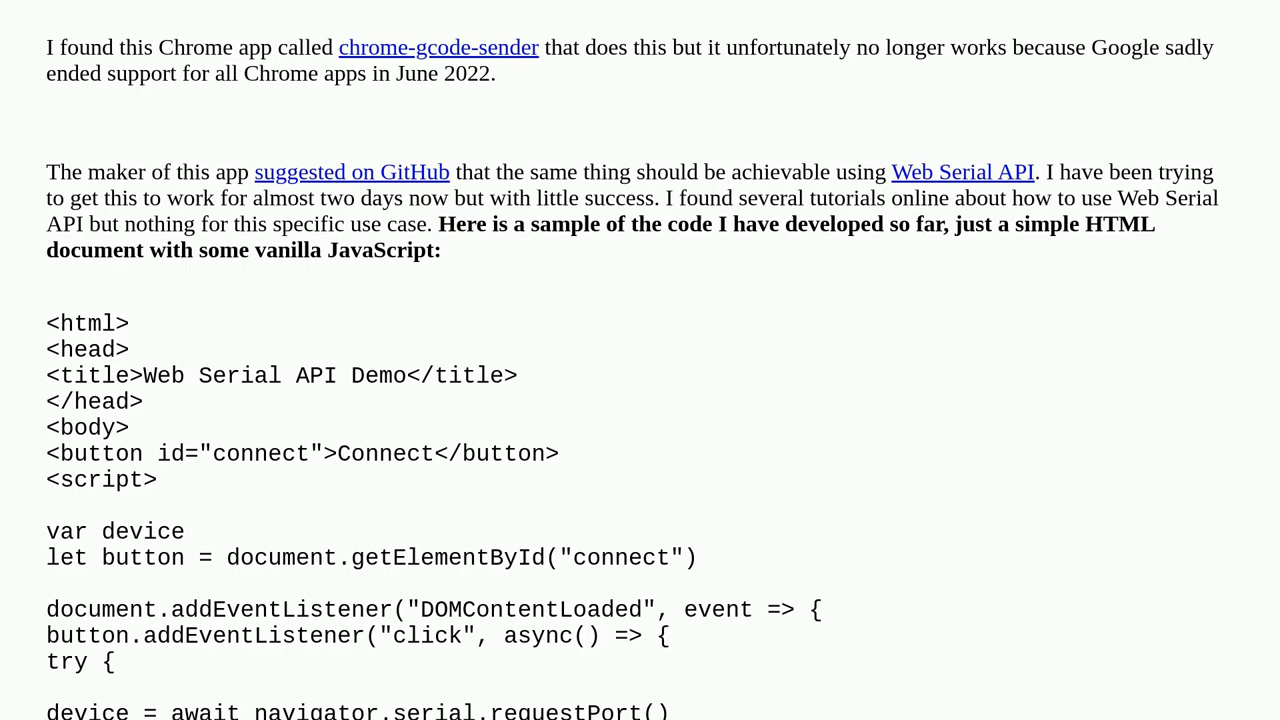 I found this Chrome app called chrome-gcode-sender that does this but it unfortunately no longer works because Google sadly
ended support for all Chrome apps in June 2022.
The maker of this app suggested on GitHub that the same thing should be achievable using Web Serial API. I have been trying
to get this to work for almost two days now but with little success. I found several tutorials online about how to use Web Serial
API but nothing for this specific use case. Here is a sample of the code I have developed so far, just a simple HTML
document with some vanilla JavaScript:
<html>
<head>
<title>Web Serial API Demo</title>
</head>
<body>
<button id="connect">Connect</button>
<script>
var device
let button = document.getElementById("connect")
document.addEventListener("DOMContentLoaded", event => {
button.addEventListener("click", async() => {
try {
device = await navigator.serial.requestPort()